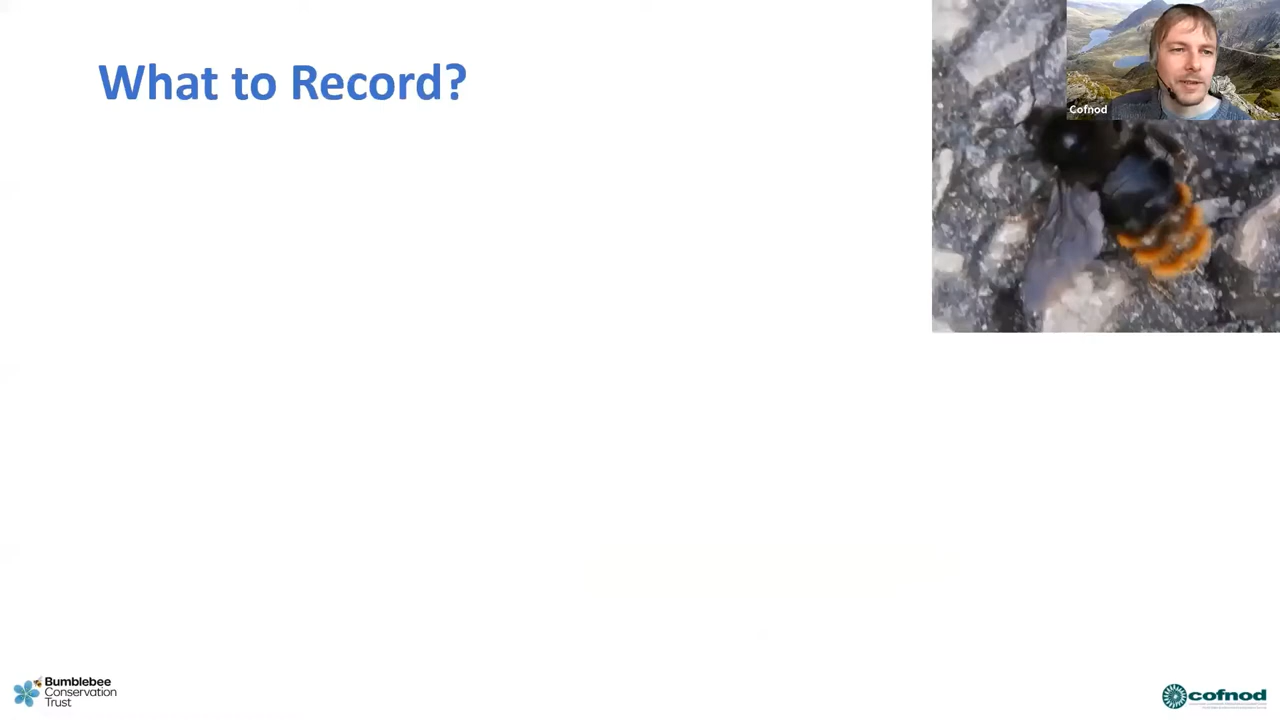 What to Record?
Cofnod
Bumblebee
Conservation
Trust
cofnod